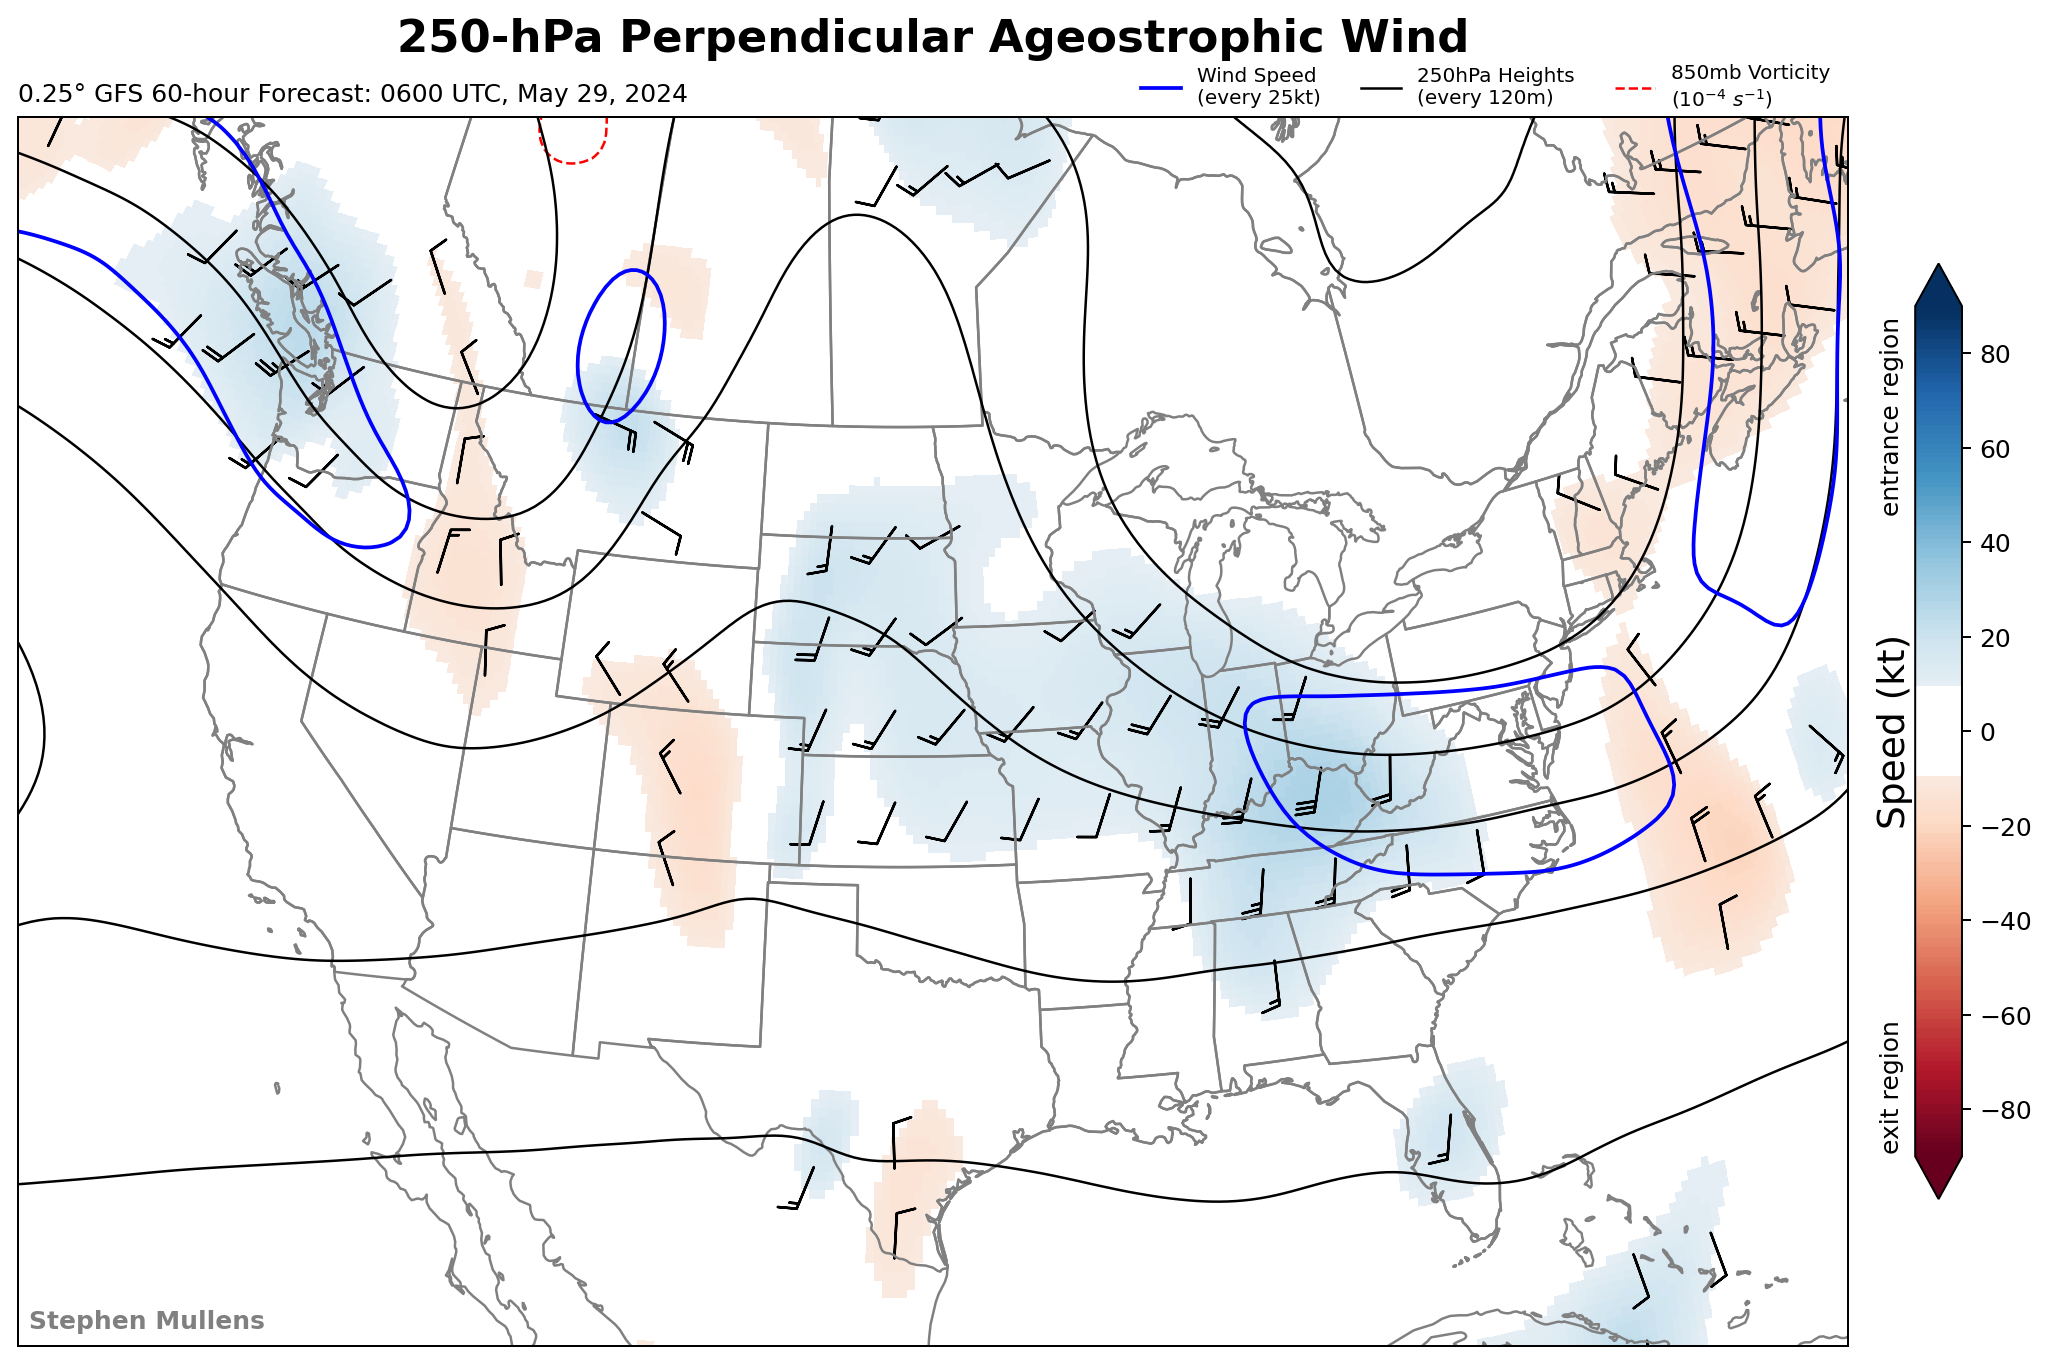 250-hPa Perpendicular Ageostrophic Wind
0.25° GFS 60-hour Forecast: 0600 UTC, May 29, 2024
Wind Speed
(every 25kt)
250hPa Heights
(every 120m)
850mb Vorticity
(10⁻⁴ s⁻¹)
entrance region
Speed (kt)
exit region
80
60
40
20
0
−20
−40
−60
−80
Stephen Mullens